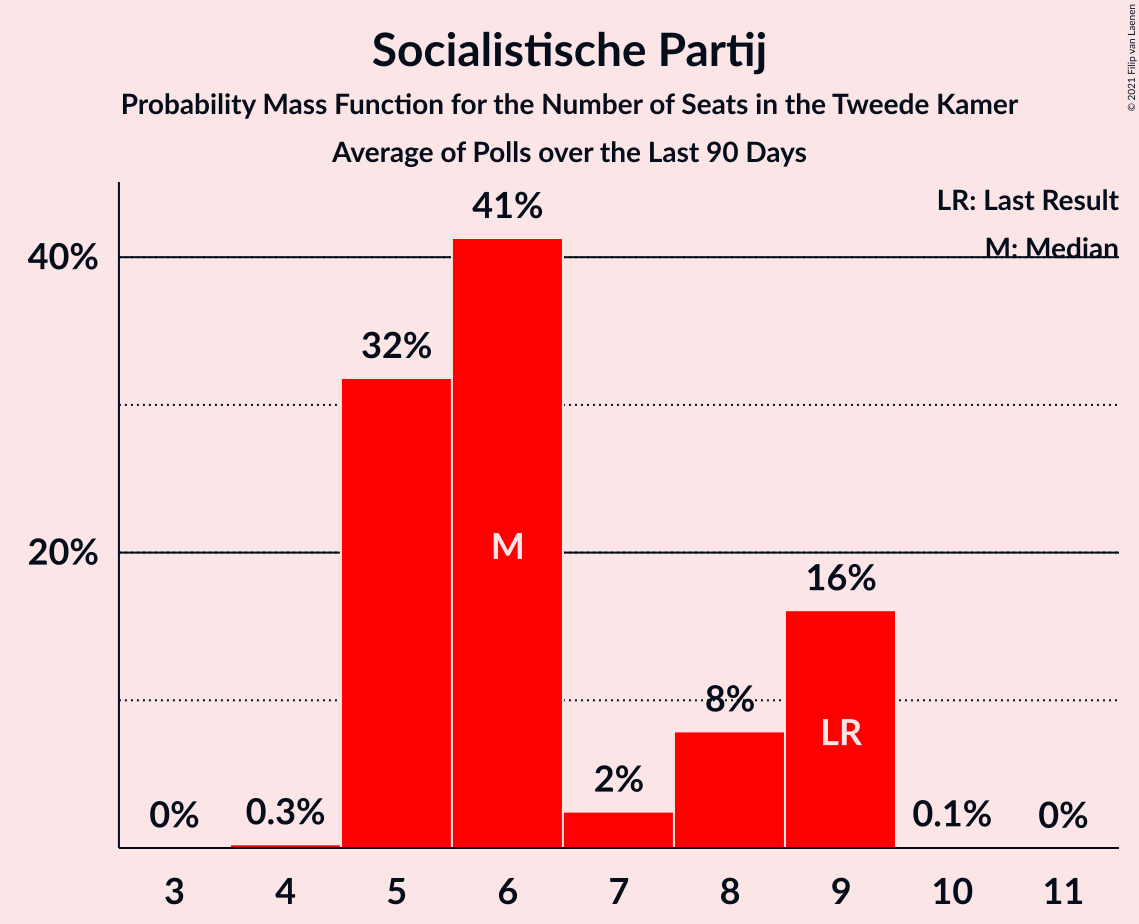 Socialistische Partij
Probability Mass Function for the Number of Seats in the Tweede Kamer
Average of Polls over the Last 90 Days
© 2021 Filip van Laenen
LR: Last Result
M: Median
40%
20%
0%
0.3%
32%
41%
M
2%
8%
16%
LR
0.1%
0%
3 4 5 6 7 8 9 10 11